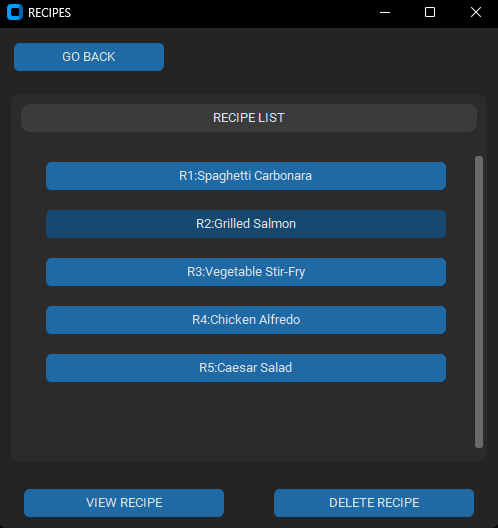 RECIPES
GO BACK
RECIPE LIST
R1:Spaghetti Carbonara
R2:Grilled Salmon
R3:Vegetable Stir-Fry
R4:Chicken Alfredo
R5:Caesar Salad
VIEW RECIPE
DELETE RECIPE